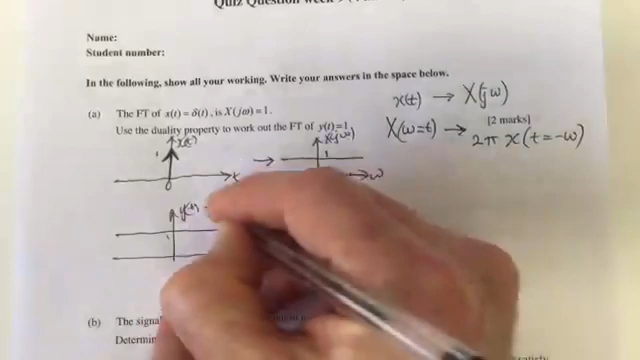 Quiz Question week
Name:
Student number:
In the following, show all your working. Write your answers in the space below.
(a) The FT of x(t) = δ(t), is X(jω) = 1.
Use the duality property to work out the FT of y(t) = 1.
[2 marks]
x(t) → X(jω)
X(ω=t) → 2π x(t=-ω)
x(t)
1
0
t
→
X(jω)
1
ω
y(t)
1
(b) The signal
Determin